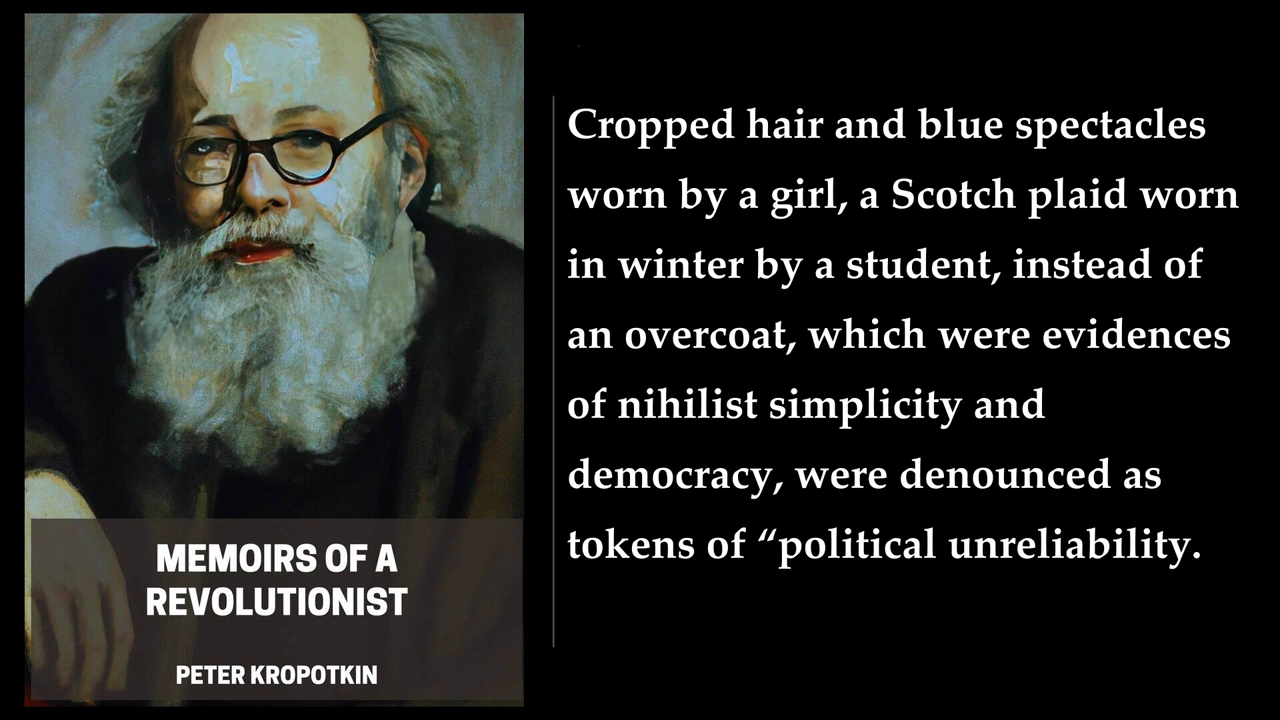 MEMOIRS OF A
REVOLUTIONIST
PETER KROPOTKIN
Cropped hair and blue spectacles
worn by a girl, a Scotch plaid worn
in winter by a student, instead of
an overcoat, which were evidences
of nihilist simplicity and
democracy, were denounced as
tokens of “political unreliability.